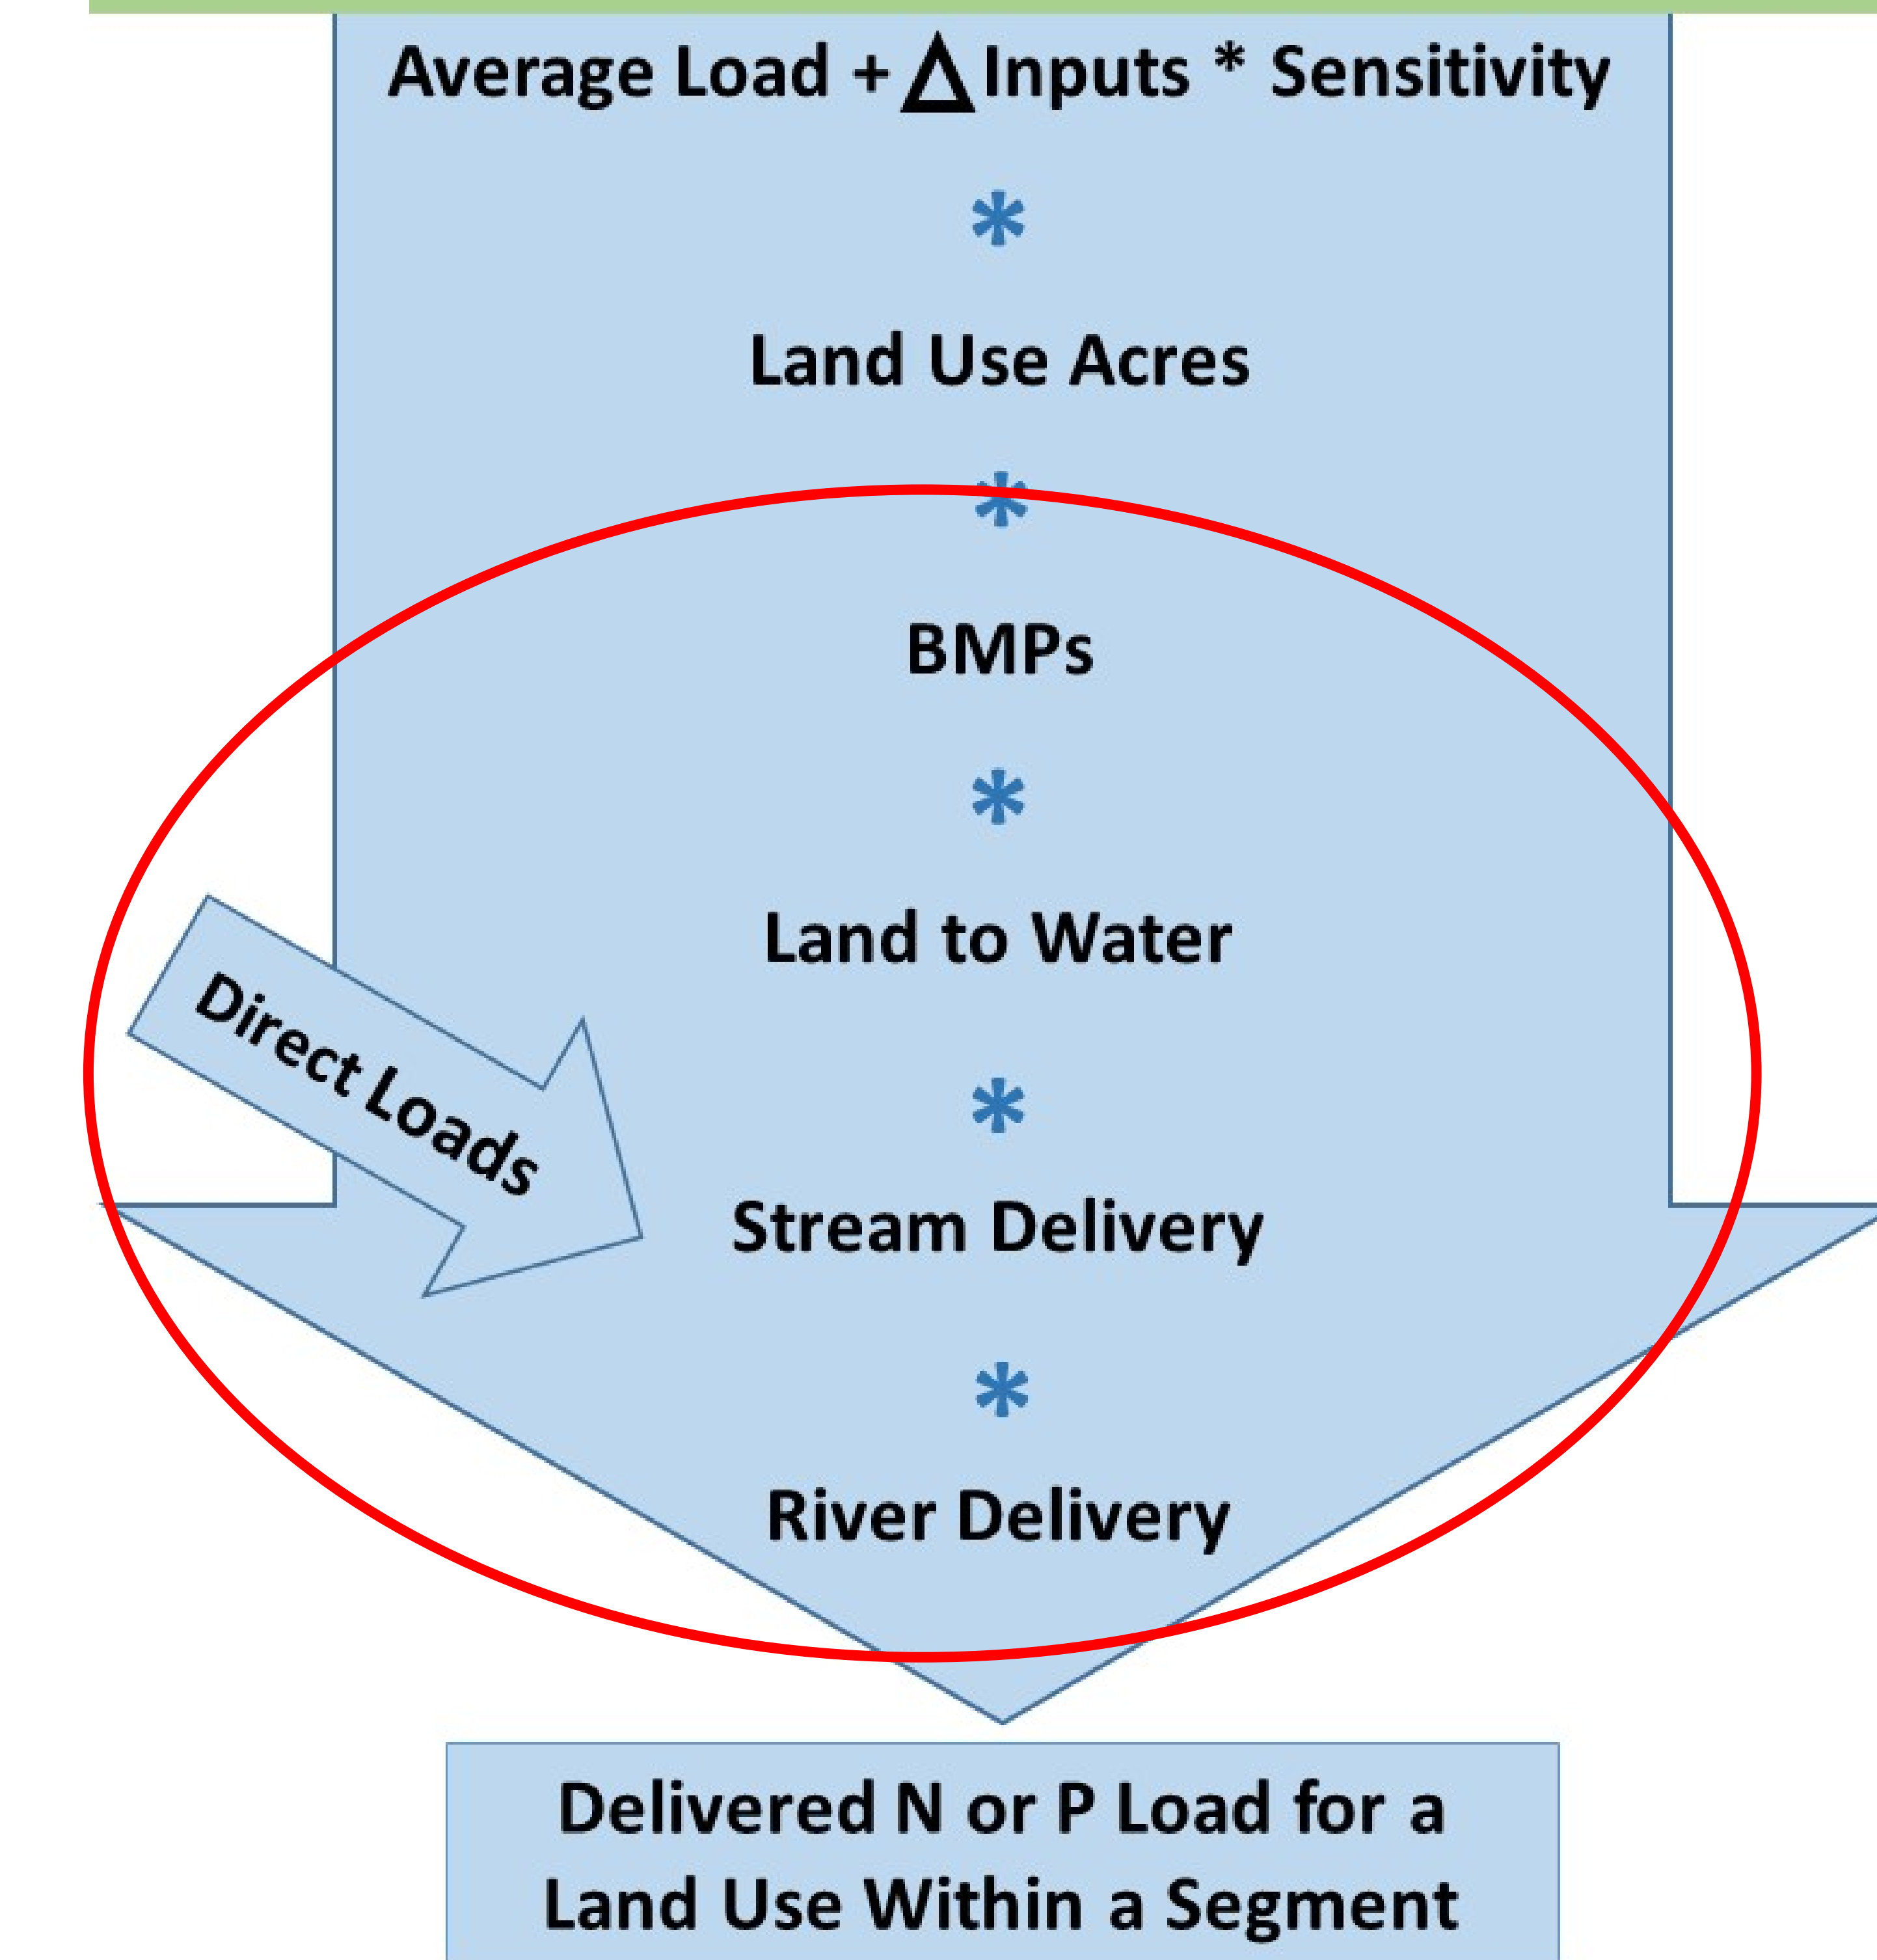 Average Load + Δ Inputs * Sensitivity
*
Land Use Acres
*
BMPs
*
Land to Water
Direct Loads
*
Stream Delivery
*
River Delivery
Delivered N or P Load for a
Land Use Within a Segment